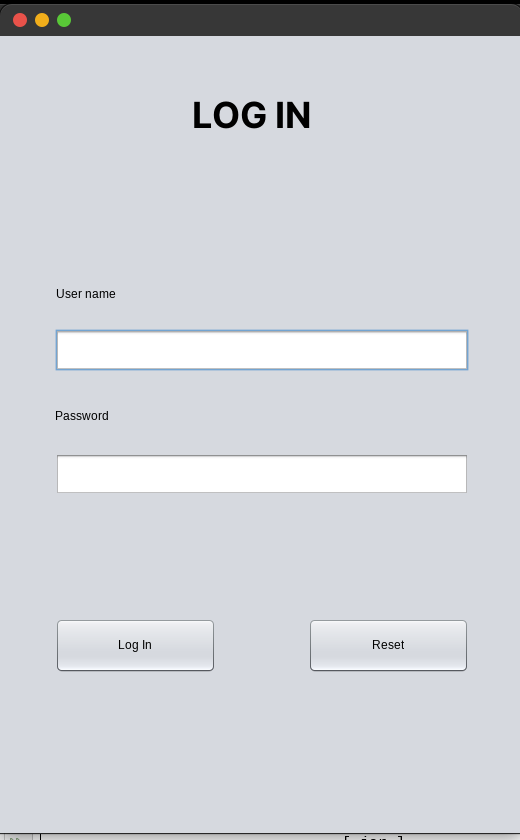 LOG IN
User name
Password
Log In
Reset